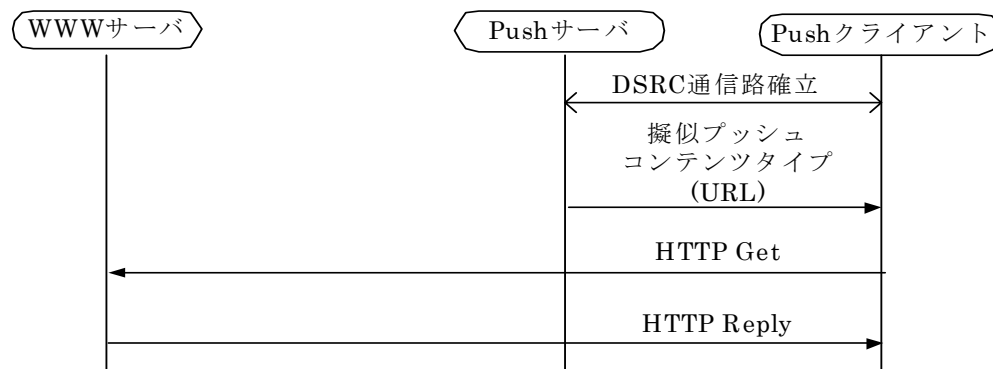 WWWサーバ
Pushサーバ
Pushクライアント
DSRC通信路確立
擬似プッシュ
コンテンツタイプ
(URL)
HTTP Get
HTTP Reply